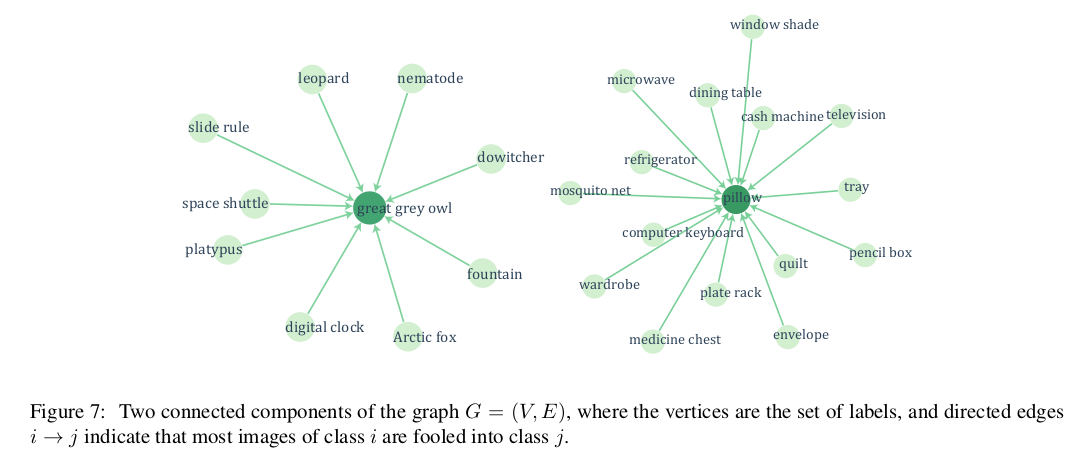 window shade
leopard
nematode
microwave
dining table
slide rule
cash machine
television
dowitcher
refrigerator
mosquito net
tray
space shuttle
great grey owl
pillow
computer keyboard
platypus
fountain
quilt
pencil box
wardrobe
plate rack
digital clock
Arctic fox
medicine chest
envelope
Figure 7: Two connected components of the graph G = (V, E), where the vertices are the set of labels, and directed edges
i → j indicate that most images of class i are fooled into class j.